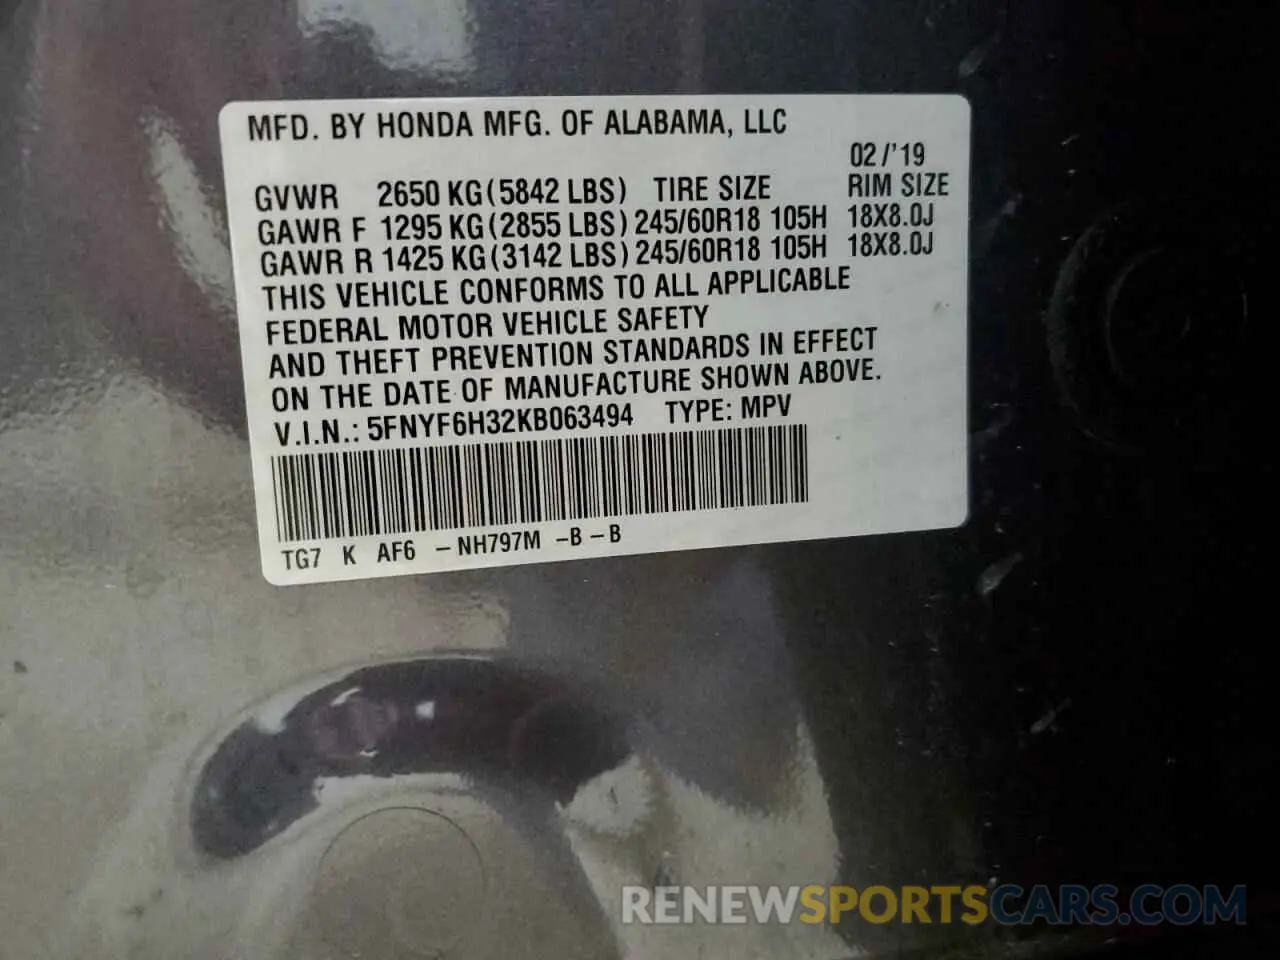 MFD. BY HONDA MFG. OF ALABAMA, LLC
02/'19
GVWR 2650 KG(5842 LBS) TIRE SIZE RIM SIZE
GAWR F 1295 KG(2855 LBS) 245/60R18 105H 18X8.0J
GAWR R 1425 KG(3142 LBS) 245/60R18 105H 18X8.0J
THIS VEHICLE CONFORMS TO ALL APPLICABLE
FEDERAL MOTOR VEHICLE SAFETY
AND THEFT PREVENTION STANDARDS IN EFFECT
ON THE DATE OF MANUFACTURE SHOWN ABOVE.
V.I.N.: 5FNYF6H32KB063494 TYPE: MPV
TG7 K AF6 -NH797M -B-B
RENEWSPORTSCARS.COM